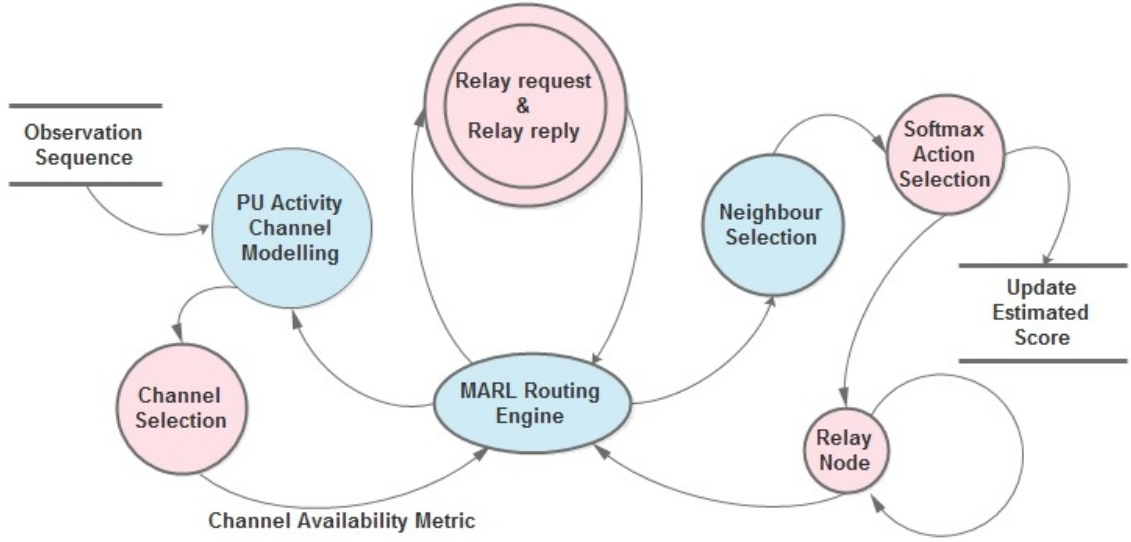 Relay request
&
Relay reply
Observation
Sequence
PU Activity
Channel
Modelling
Neighbour
Selection
Softmax
Action
Selection
Update
Estimated
Score
Channel
Selection
MARL Routing
Engine
Relay
Node
Channel Availability Metric